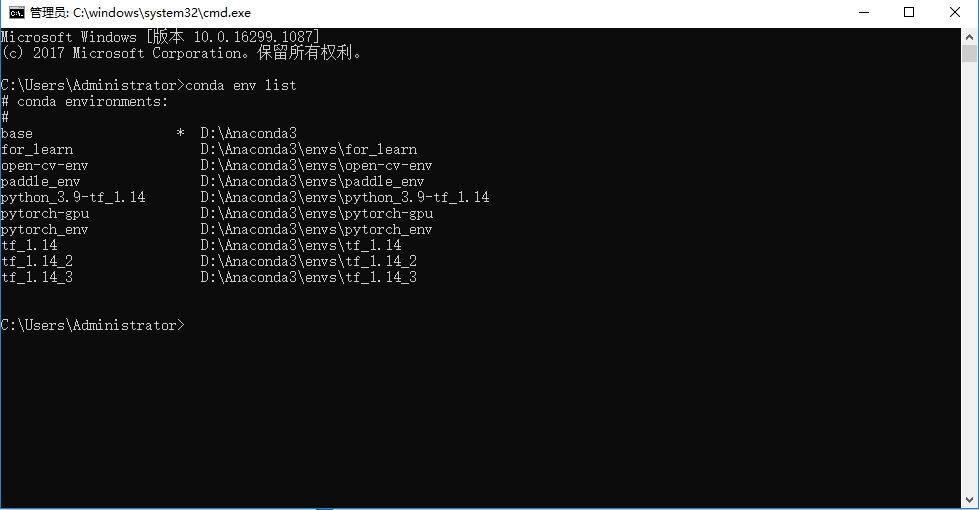 管理员: C:\windows\system32\cmd.exe
Microsoft Windows [版本 10.0.16299.1087]
(c) 2017 Microsoft Corporation。保留所有权利。
C:\Users\Administrator>conda env list
# conda environments:
#
base                  *  D:\Anaconda3
for_learn                D:\Anaconda3\envs\for_learn
open-cv-env              D:\Anaconda3\envs\open-cv-env
paddle_env               D:\Anaconda3\envs\paddle_env
python_3.9-tf_1.14       D:\Anaconda3\envs\python_3.9-tf_1.14
pytorch-gpu              D:\Anaconda3\envs\pytorch-gpu
pytorch_env              D:\Anaconda3\envs\pytorch_env
tf_1.14                  D:\Anaconda3\envs\tf_1.14
tf_1.14_2                D:\Anaconda3\envs\tf_1.14_2
tf_1.14_3                D:\Anaconda3\envs\tf_1.14_3
C:\Users\Administrator>